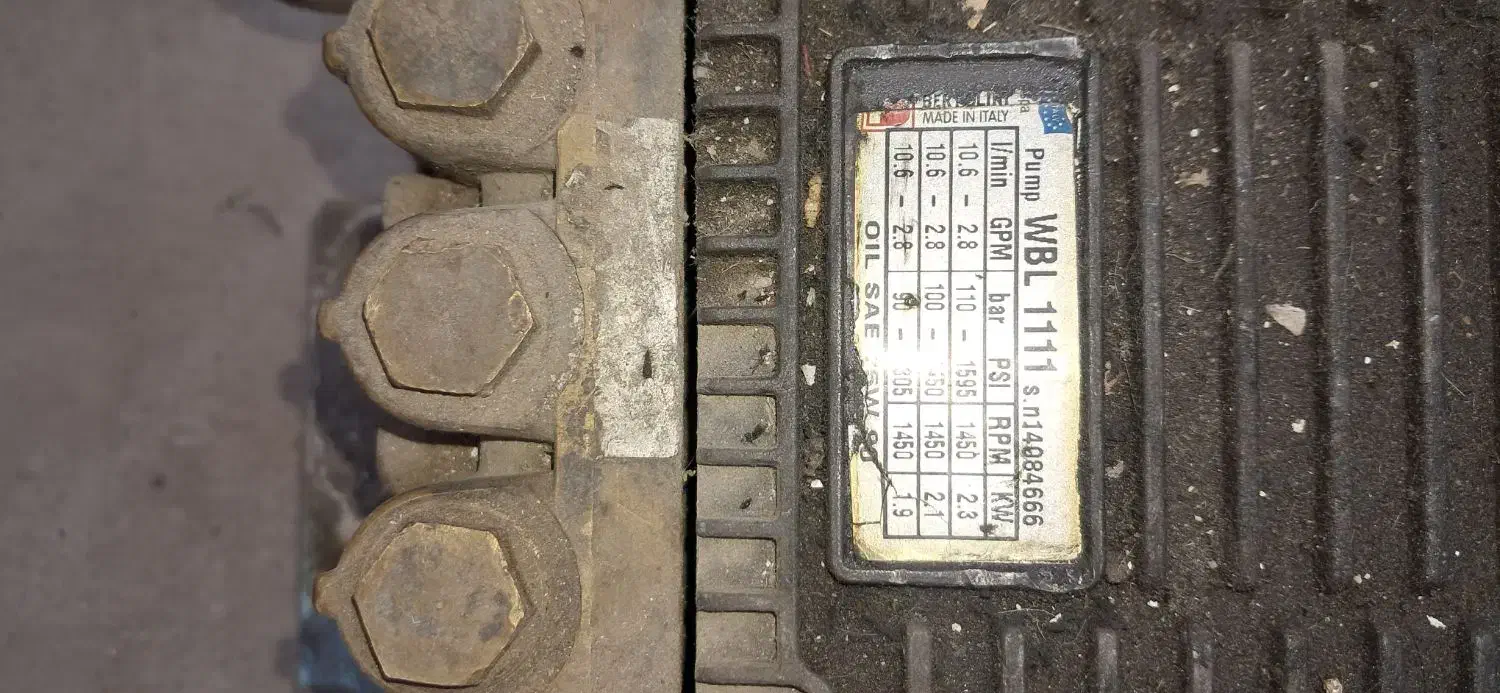 MADE IN ITALY
Pump WBL 1111 s.n14084666
l/min GPM bar PSI RPM KW
10.6 - 2.8 110 - 1595 1450 2.3
10.6 - 2.8 100 - 1450 2.1
10.6 - 2.8 90 - 1450 1.9
OIL SAE